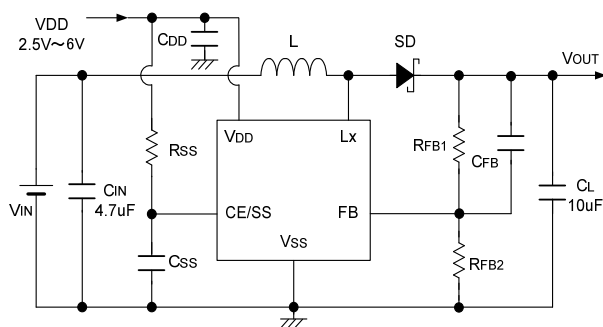 VDD
2.5V～6V
CDD
L
SD
VOUT
RSS
VDD
Lx
RFB1
CFB
CIN
4.7uF
VIN
CE/SS
FB
CL
10uF
VSS
CSS
RFB2